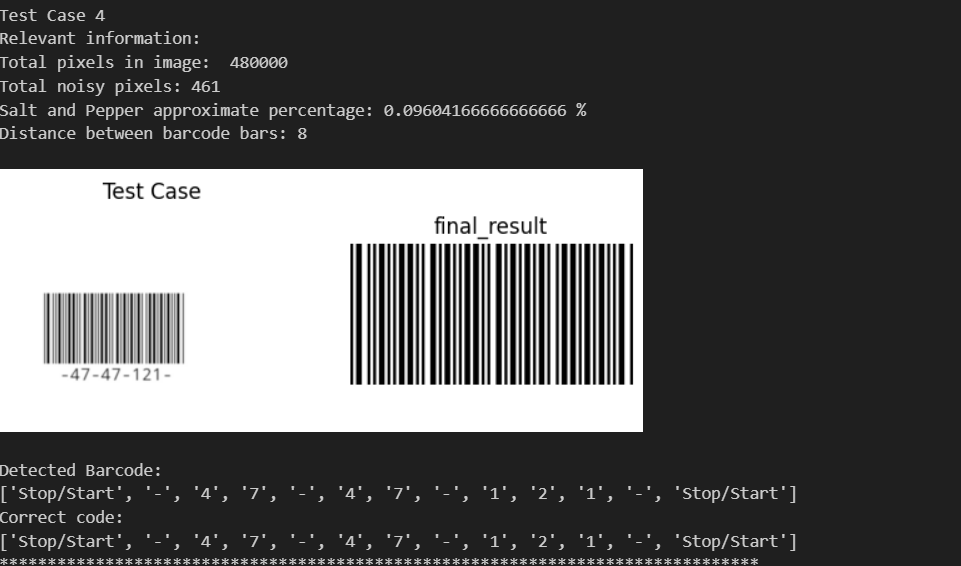 Test Case 4
Relevant information:
Total pixels in image:  480000
Total noisy pixels: 461
Salt and Pepper approximate percentage: 0.09604166666666666 %
Distance between barcode bars: 8
Test Case
final_result
-47-47-121-
Detected Barcode:
['Stop/Start', '-', '4', '7', '-', '4', '7', '-', '1', '2', '1', '-', 'Stop/Start']
Correct code:
['Stop/Start', '-', '4', '7', '-', '4', '7', '-', '1', '2', '1', '-', 'Stop/Start']
*******************************************************************************